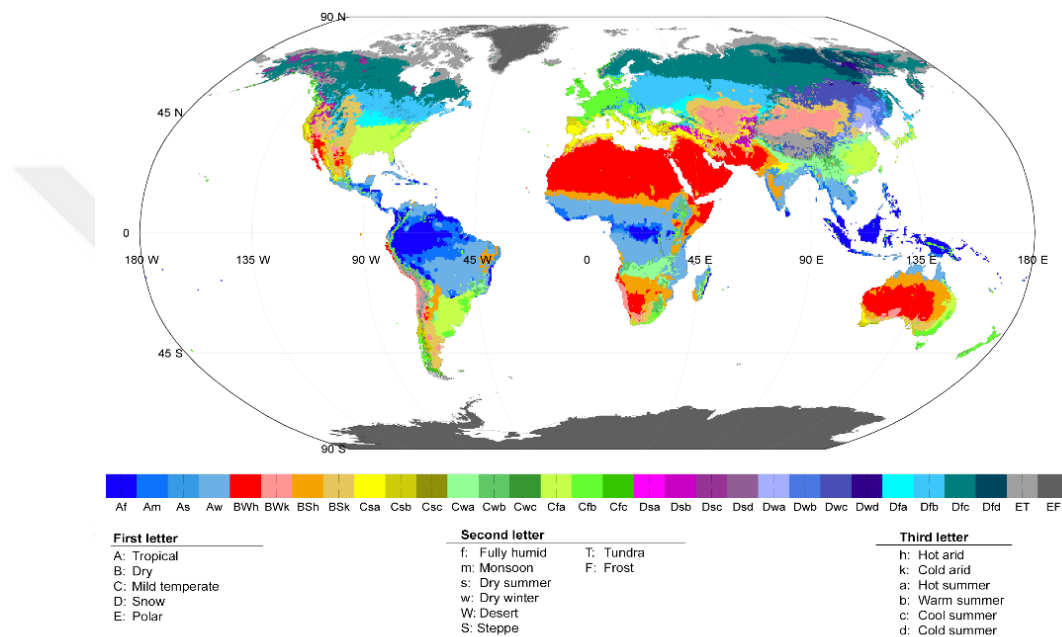 90 N
45 N
0
180 W 135 W 90 W 45 W 0 45 E 90 E 135 E 180 E
45 S
90 S
Af Am As Aw BWh BWk BSh BSk Csa Csb Csc Cwa Cwb Cwc Cfa Cfb Cfc Dsa Dsb Dsc Dsd Dwa Dwb Dwc Dwd Dfa Dfb Dfc Dfd ET EF
First letter
A: Tropical
B: Dry
C: Mild temperate
D: Snow
E: Polar
Second letter
f: Fully humid T: Tundra
m: Monsoon F: Frost
s: Dry summer
w: Dry winter
W: Desert
S: Steppe
Third letter
h: Hot arid
k: Cold arid
a: Hot summer
b: Warm summer
c: Cool summer
d: Cold summer